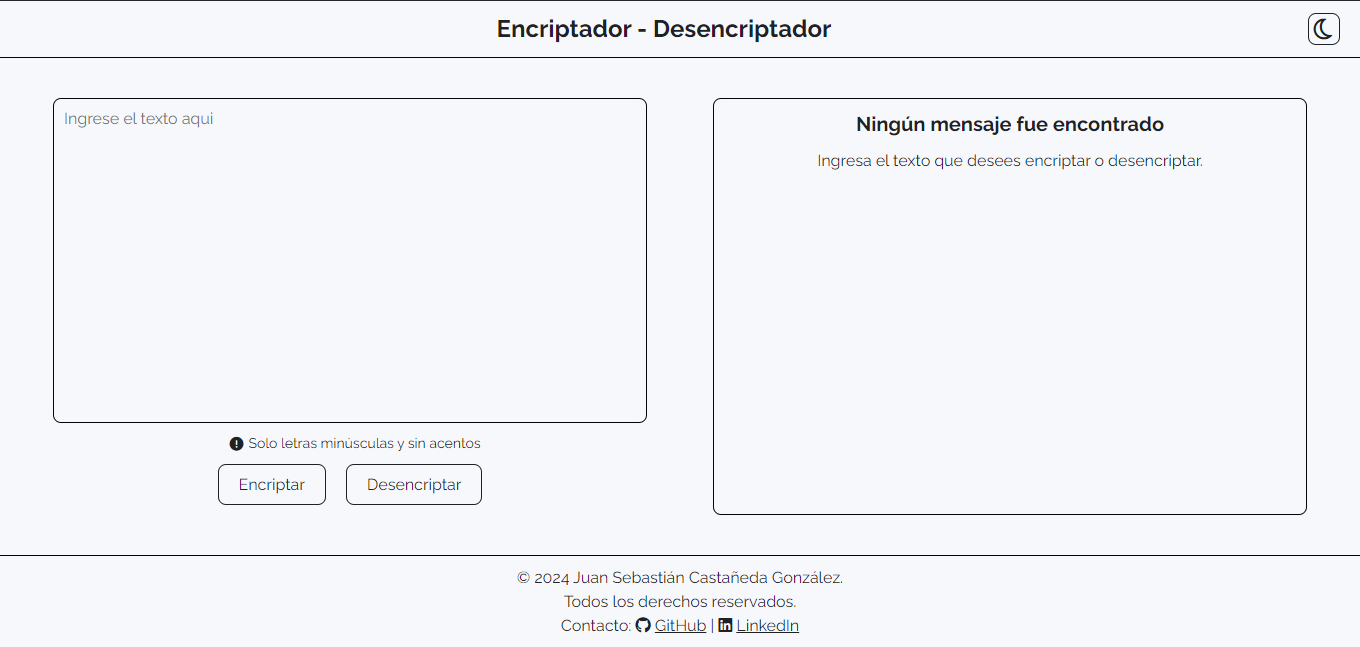 Encriptador - Desencriptador
Ingrese el texto aqui
Solo letras minúsculas y sin acentos
Encriptar
Desencriptar
Ningún mensaje fue encontrado
Ingresa el texto que desees encriptar o desencriptar.
© 2024 Juan Sebastián Castañeda González.
Todos los derechos reservados.
Contacto: GitHub | LinkedIn